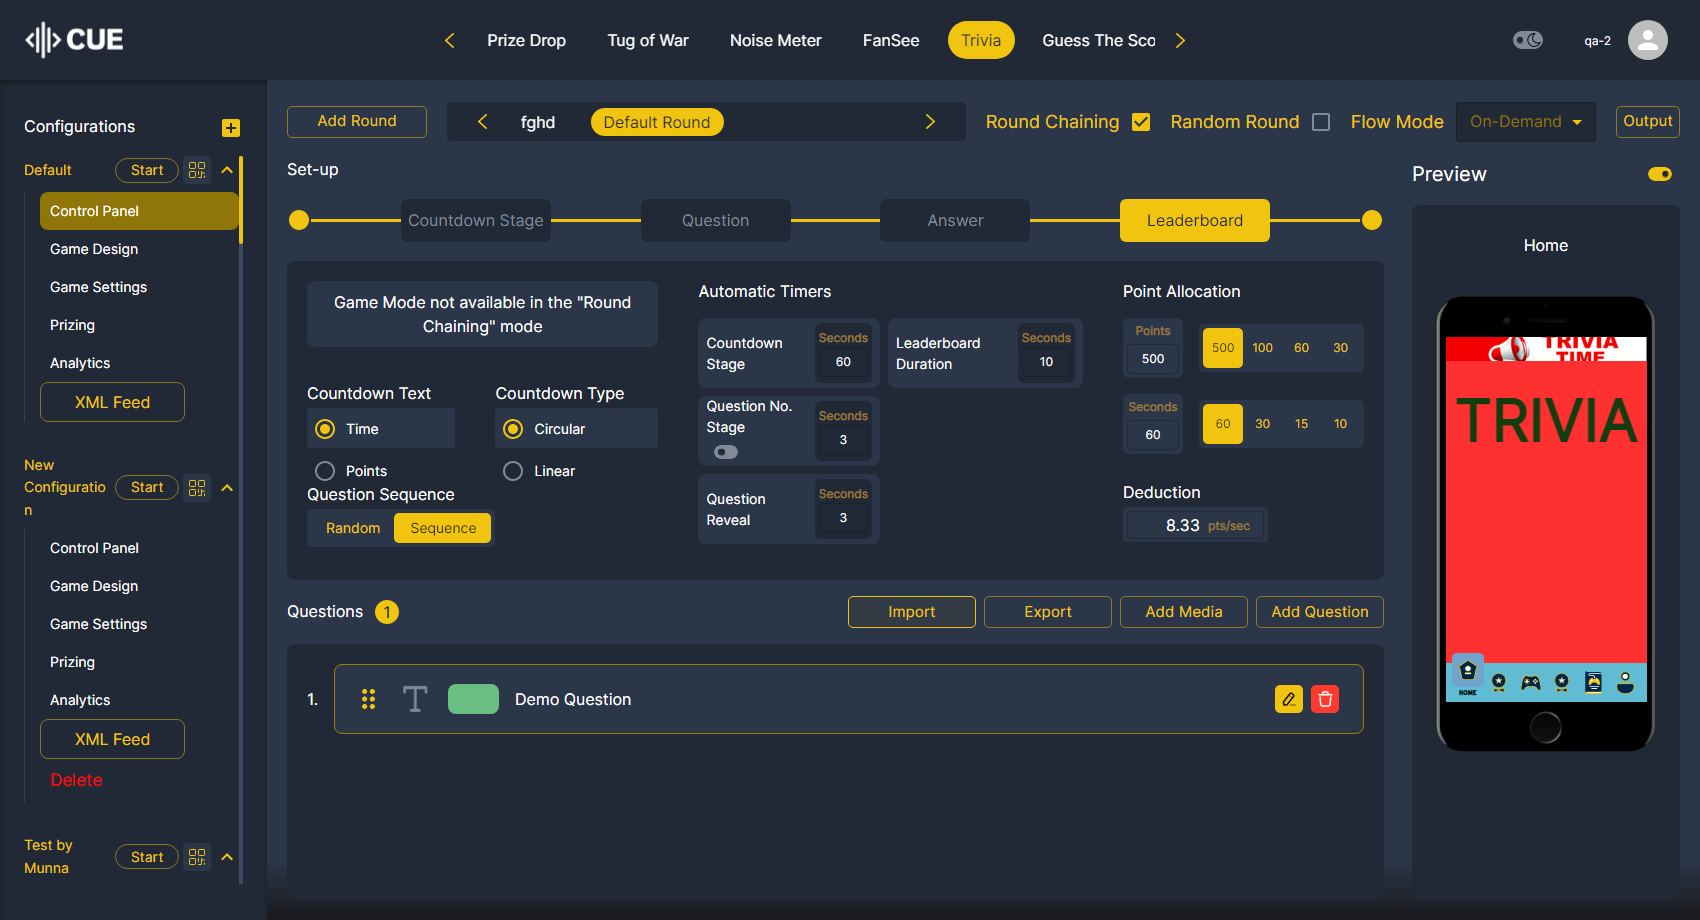 CUE
Prize Drop
Tug of War
Noise Meter
FanSee
Trivia
Guess The Sco
qa-2
Configurations
Default
Start
Control Panel
Game Design
Game Settings
Prizing
Analytics
XML Feed
New
Configuratio
n
Start
Control Panel
Game Design
Game Settings
Prizing
Analytics
XML Feed
Delete
Test by
Munna
Start
Add Round
fghd
Default Round
Round Chaining
Random Round
Flow Mode
On-Demand
Output
Set-up
Countdown Stage
Question
Answer
Leaderboard
Game Mode not available in the "Round
Chaining" mode
Countdown Text
Time
Points
Countdown Type
Circular
Linear
Question Sequence
Random
Sequence
Automatic Timers
Countdown
Stage
Seconds
60
Leaderboard
Duration
Seconds
10
Question No.
Stage
Seconds
3
Question
Reveal
Seconds
3
Point Allocation
Points
500
500
100
60
30
Seconds
60
60
30
15
10
Deduction
8.33 pts/sec
Questions 1
Import
Export
Add Media
Add Question
1.
T
Demo Question
Preview
Home
TRIVIA
TIME
TRIVIA
HOME